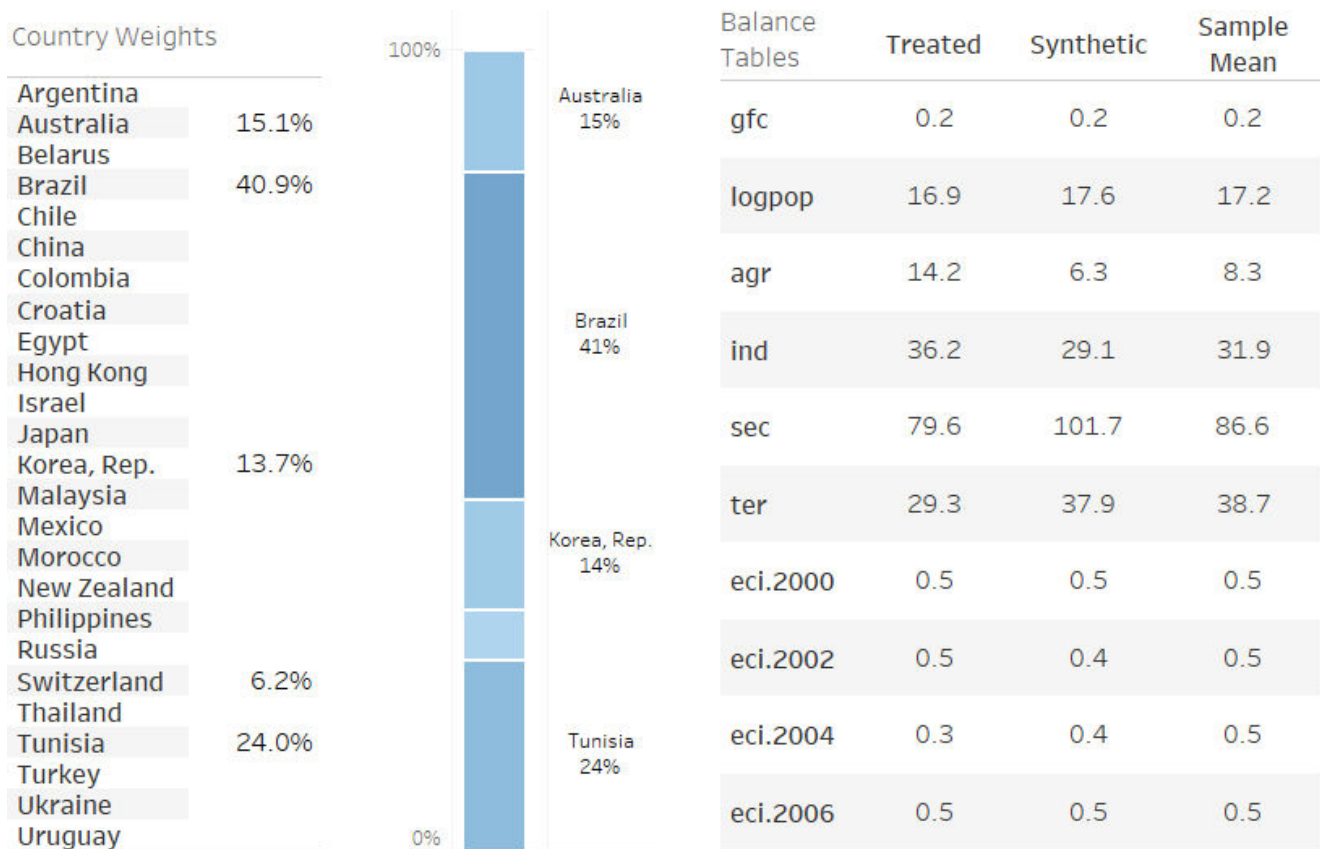 Country Weights
Argentina
Australia 15.1%
Belarus
Brazil 40.9%
Chile
China
Colombia
Croatia
Egypt
Hong Kong
Israel
Japan
Korea, Rep. 13.7%
Malaysia
Mexico
Morocco
New Zealand
Philippines
Russia
Switzerland 6.2%
Thailand
Tunisia 24.0%
Turkey
Ukraine
Uruguay
100%
0%
Australia
15%
Brazil
41%
Korea, Rep.
14%
Tunisia
24%
Balance
Tables
Treated Synthetic Sample
Mean
gfc 0.2 0.2 0.2
logpop 16.9 17.6 17.2
agr 14.2 6.3 8.3
ind 36.2 29.1 31.9
sec 79.6 101.7 86.6
ter 29.3 37.9 38.7
eci.2000 0.5 0.5 0.5
eci.2002 0.5 0.4 0.5
eci.2004 0.3 0.4 0.5
eci.2006 0.5 0.5 0.5